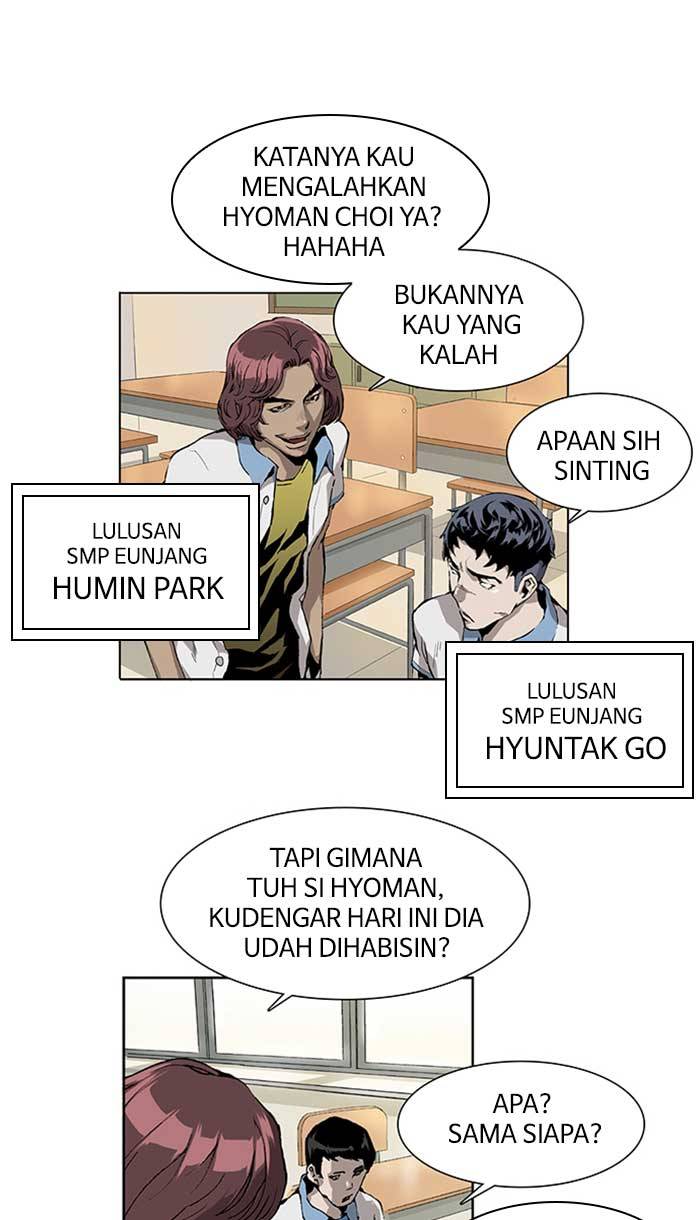 KATANYA KAU
MENGALAHKAN
HYOMAN CHOI YA?
HAHAHA
BUKANNYA
KAU YANG
KALAH
APAAN SIH
SINTING
LULUSAN
SMP EUNJANG
HUMIN PARK
LULUSAN
SMP EUNJANG
HYUNTAK GO
TAPI GIMANA
TUH SI HYOMAN,
KUDENGAR HARI INI DIA
UDAH DIHABISIN?
APA?
SAMA SIAPA?